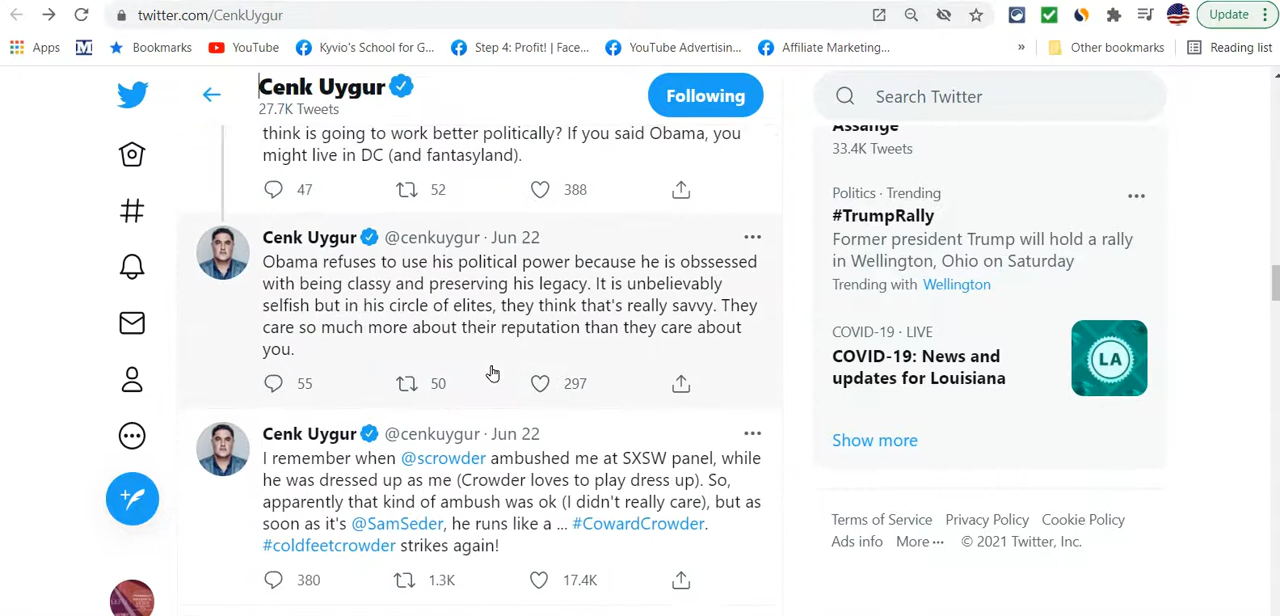 twitter.com/CenkUygur
Update
Apps
Bookmarks
YouTube
Kyvio's School for G...
Step 4: Profit! | Face...
YouTube Advertisin...
Affiliate Marketing...
»
Other bookmarks
Reading list
Cenk Uygur
27.7K Tweets
Following
think is going to work better politically? If you said Obama, you
might live in DC (and fantasyland).
47 52 388
Cenk Uygur @cenkuygur · Jun 22
Obama refuses to use his political power because he is obssessed
with being classy and preserving his legacy. It is unbelievably
selfish but in his circle of elites, they think that's really savvy. They
care so much more about their reputation than they care about
you.
55 50 297
Cenk Uygur @cenkuygur · Jun 22
I remember when @scrowder ambushed me at SXSW panel, while
he was dressed up as me (Crowder loves to play dress up). So,
apparently that kind of ambush was ok (I didn't really care), but as
soon as it's @SamSeder, he runs like a ... #CowardCrowder.
#coldfeetcrowder strikes again!
380 1.3K 17.4K
Search Twitter
Assange
33.4K Tweets
Politics · Trending
#TrumpRally
Former president Trump will hold a rally
in Wellington, Ohio on Saturday
Trending with Wellington
COVID-19 · LIVE
COVID-19: News and
updates for Louisiana
LA
Show more
Terms of Service Privacy Policy Cookie Policy
Ads info More ··· © 2021 Twitter, Inc.